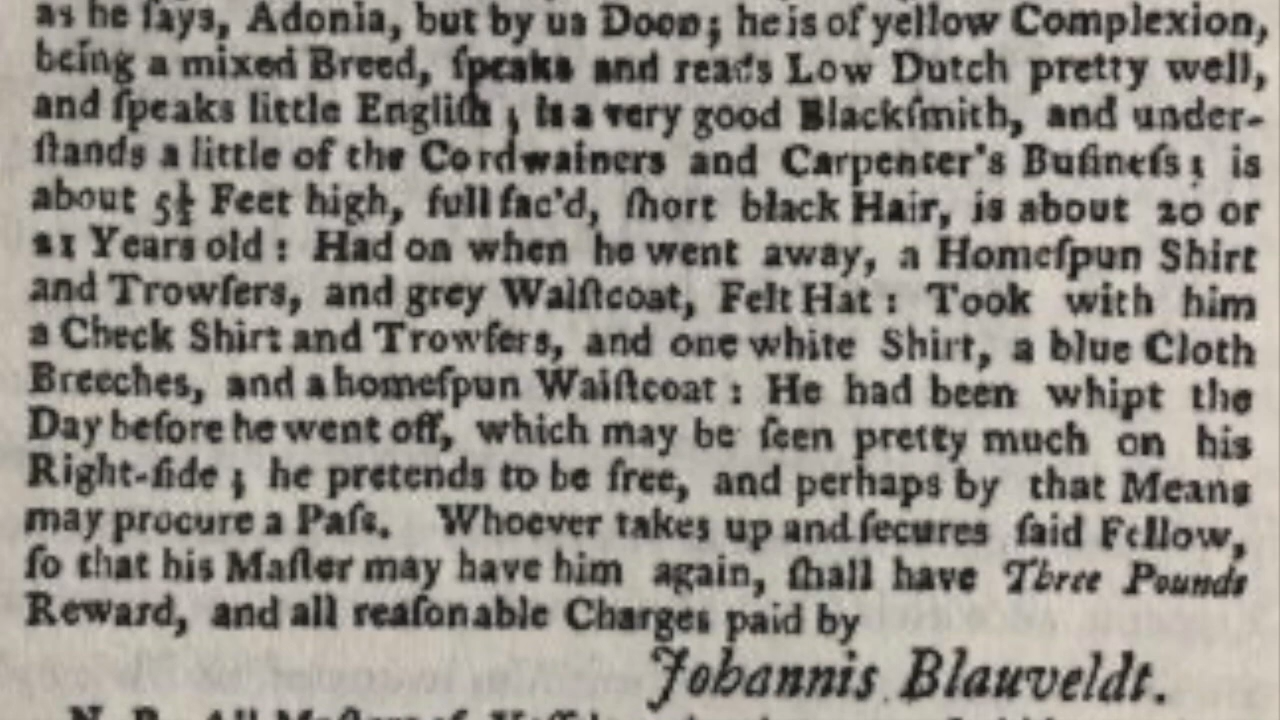 as he ſays, Adonia, but by us Doon; he is of yellow Complexion,
being a mixed Breed, ſpeaks and reads Low Dutch pretty well,
and ſpeaks little Engliſh; is a very good Blackſmith, and under-
ſtands a little of the Cordwainers and Carpenter's Buſineſs; is
about 5½ Feet high, full fac'd, ſhort black Hair, is about 20 or
21 Years old: Had on when he went away, a Homeſpun Shirt
and Trowſers, and grey Waiſtcoat, Felt Hat: Took with him
a Check Shirt and Trowſers, and one white Shirt, a blue Cloth
Breeches, and a homeſpun Waiſtcoat: He had been whipt the
Day before he went off, which may be ſeen pretty much on his
Right-ſide; he pretends to be free, and perhaps by that Means
may procure a Paſs. Whoever takes up and ſecures ſaid Fellow,
ſo that his Maſter may have him again, ſhall have Three Pounds
Reward, and all reaſonable Charges paid by
Johannis Blauveldt.
N. B. All Maſters of